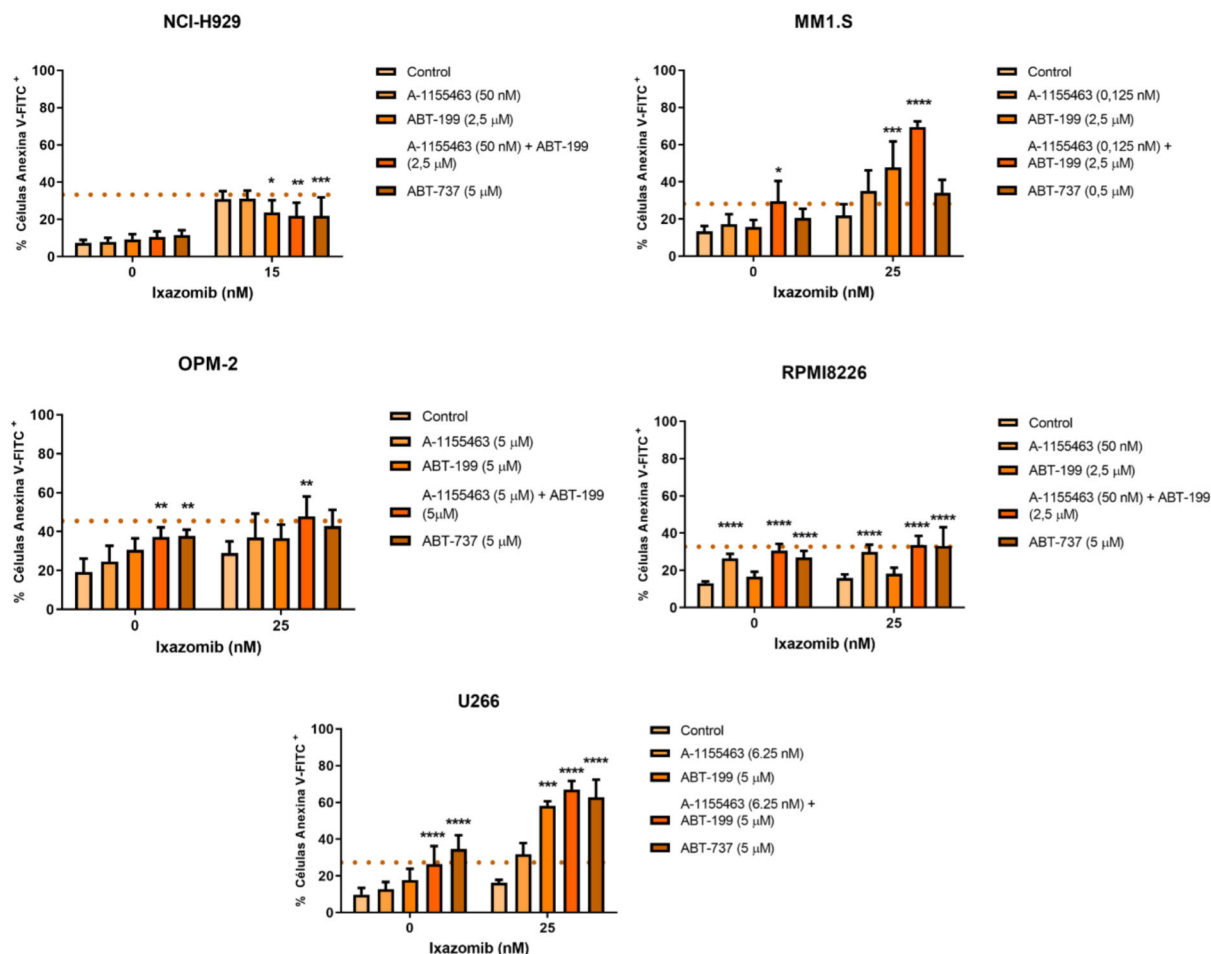 NCI-H929
% Células Anexina V-FITC +
100
80
60
40
20
0
* ** ***
0 15
Ixazomib (nM)
Control
A-1155463 (50 nM)
ABT-199 (2,5 μM)
A-1155463 (50 nM) + ABT-199
(2,5 μM)
ABT-737 (5 μM)
MM1.S
% Células Anexina V-FITC +
100
80
60
40
20
0
* *** ****
0 25
Ixazomib (nM)
Control
A-1155463 (0,125 nM)
ABT-199 (2,5 μM)
A-1155463 (0,125 nM) +
ABT-199 (2,5 μM)
ABT-737 (0,5 μM)
OPM-2
% Células Anexina V-FITC +
100
80
60
40
20
0
** ** **
0 25
Ixazomib (nM)
Control
A-1155463 (5 μM)
ABT-199 (5 μM)
A-1155463 (5 μM) + ABT-199
(5μM)
ABT-737 (5 μM)
RPMI8226
% Células Anexina V-FITC +
100
80
60
40
20
0
**** **** **** **** **** ****
0 25
Ixazomib (nM)
Control
A-1155463 (50 nM)
ABT-199 (2,5 μM)
A-1155463 (50 nM) + ABT-199
(2,5 μM)
ABT-737 (5 μM)
U266
% Células Anexina V-FITC +
100
80
60
40
20
0
**** **** *** **** ****
0 25
Ixazomib (nM)
Control
A-1155463 (6.25 nM)
ABT-199 (5 μM)
A-1155463 (6.25 nM) +
ABT-199 (5 μM)
ABT-737 (5 μM)